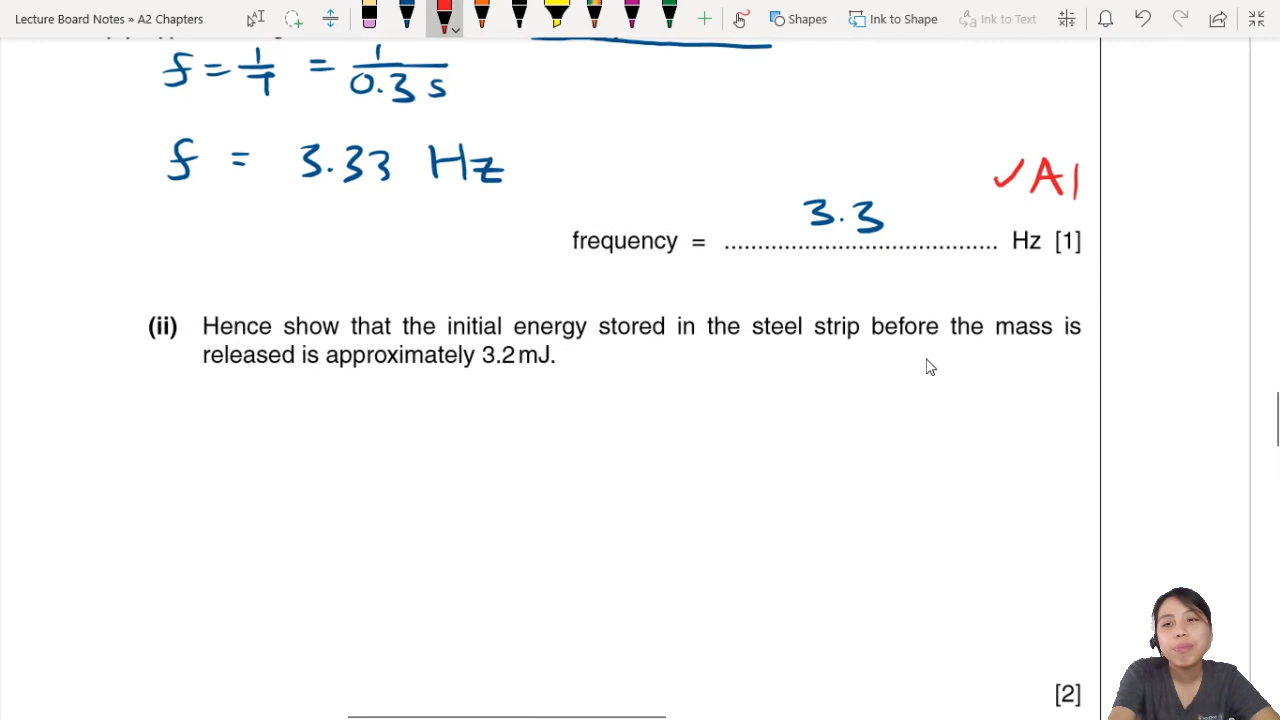 Lecture Board Notes » A2 Chapters
Shapes
Ink to Shape
Ink to Text
f = 1/T = 1/0.3 s
f = 3.33 Hz
✓A1
3.3
frequency = ......................................... Hz [1]
(ii) Hence show that the initial energy stored in the steel strip before the mass is
released is approximately 3.2 mJ.
[2]